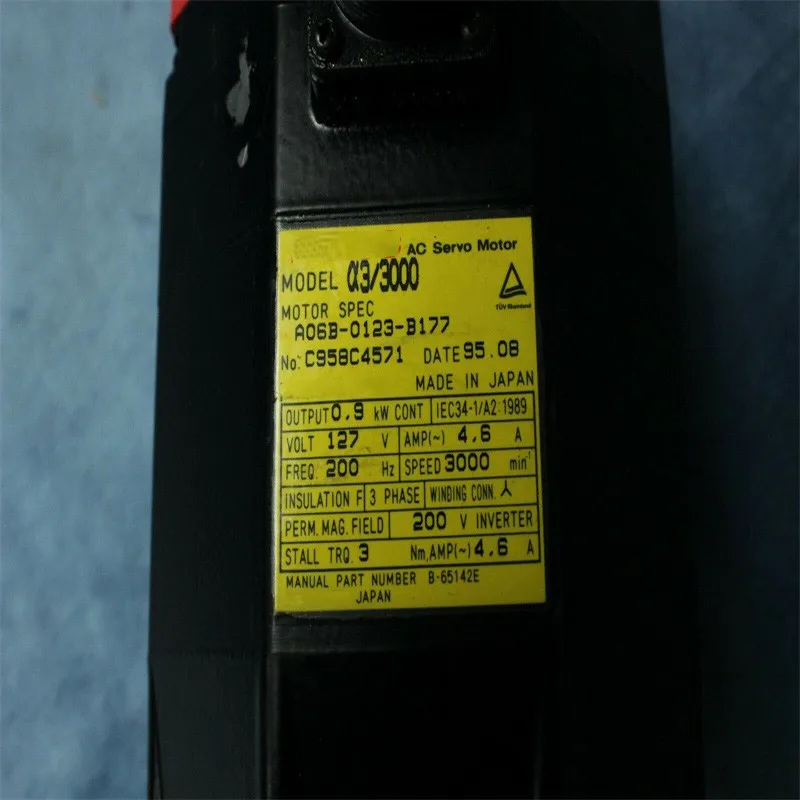 AC Servo Motor
MODEL α3/3000
TÜV Rheinland
MOTOR SPEC
A06B-0123-B177
No. C958C4571 DATE 95.08
MADE IN JAPAN
OUTPUT 0.9 kW CONT IEC34-1/A2:1989
VOLT 127 V AMP(~) 4.6 A
FREQ. 200 Hz SPEED 3000 min⁻¹
INSULATION F 3 PHASE WINDING CONN. ⅄
PERM. MAG. FIELD 200 V INVERTER
STALL TRQ. 3 Nm, AMP(~) 4.6 A
MANUAL PART NUMBER B-65142E
JAPAN